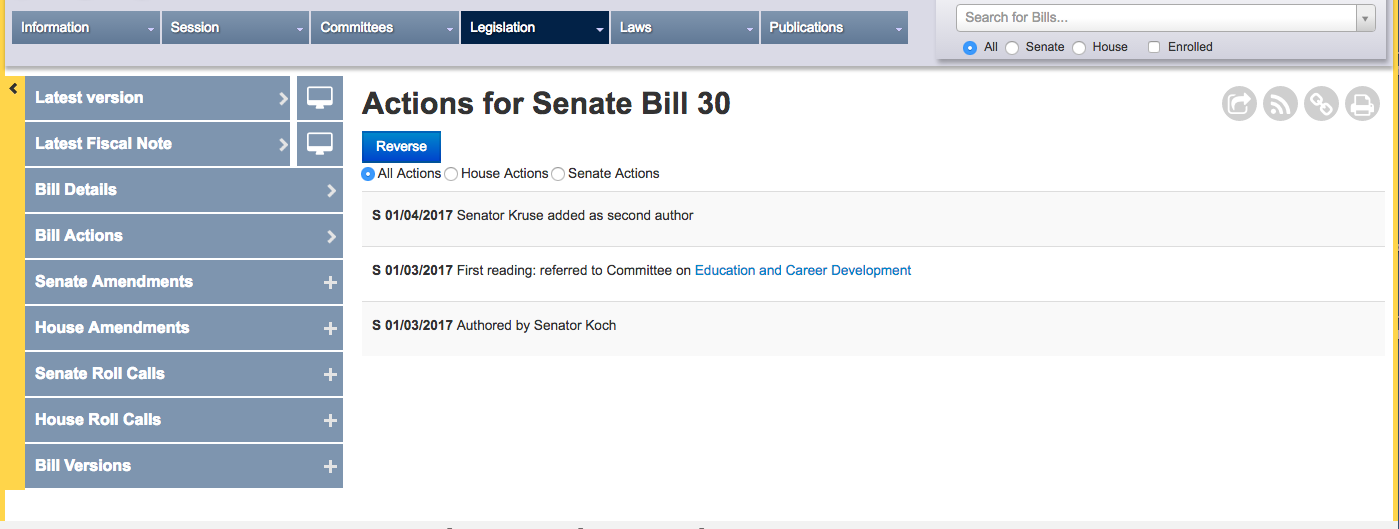 Information Session Committees Legislation Laws Publications
Search for Bills...
All Senate House Enrolled
Latest version
Latest Fiscal Note
Bill Details
Bill Actions
Senate Amendments
House Amendments
Senate Roll Calls
House Roll Calls
Bill Versions
Actions for Senate Bill 30
Reverse
All Actions House Actions Senate Actions
S 01/04/2017 Senator Kruse added as second author
S 01/03/2017 First reading: referred to Committee on Education and Career Development
S 01/03/2017 Authored by Senator Koch